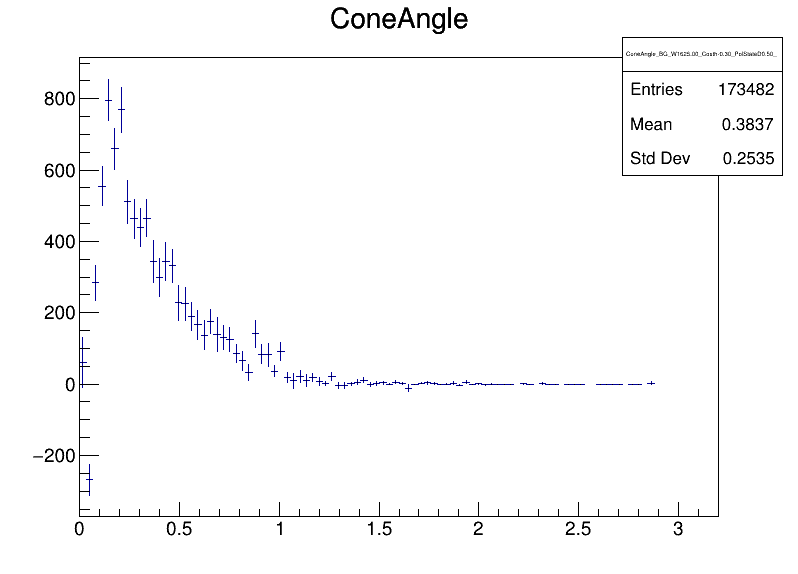 ConeAngle
ConeAngle_BG_W1625.00_Costh-0.30_PolStateD0.50_
Entries 173482
Mean 0.3837
Std Dev 0.2535
800
600
400
200
0
−200
0 0.5 1 1.5 2 2.5 3